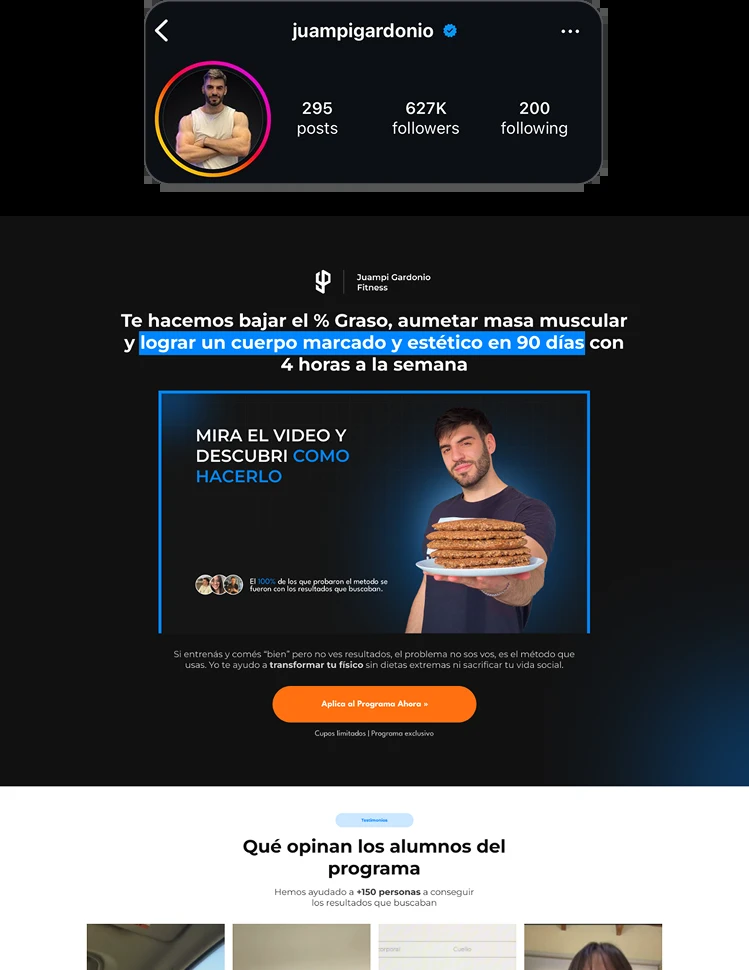 juampigardonio
295
posts
627K
followers
200
following
Juampi Gardonio
Fitness
Te hacemos bajar el % Graso, aumetar masa muscular
y lograr un cuerpo marcado y estético en 90 días con
4 horas a la semana
MIRA EL VIDEO Y
DESCUBRI COMO
HACERLO
El 100% de los que probaron el metodo se
fueron con los resultados que buscaban.
Si entrenás y comés “bien” pero no ves resultados, el problema no sos vos, es el método que
usas. Yo te ayudo a transformar tu físico sin dietas extremas ni sacrificar tu vida social.
Aplica al Programa Ahora »
Cupos limitados | Programa exclusivo
Testimonios
Qué opinan los alumnos del
programa
Hemos ayudado a +150 personas a conseguir
los resultados que buscaban
Cuello